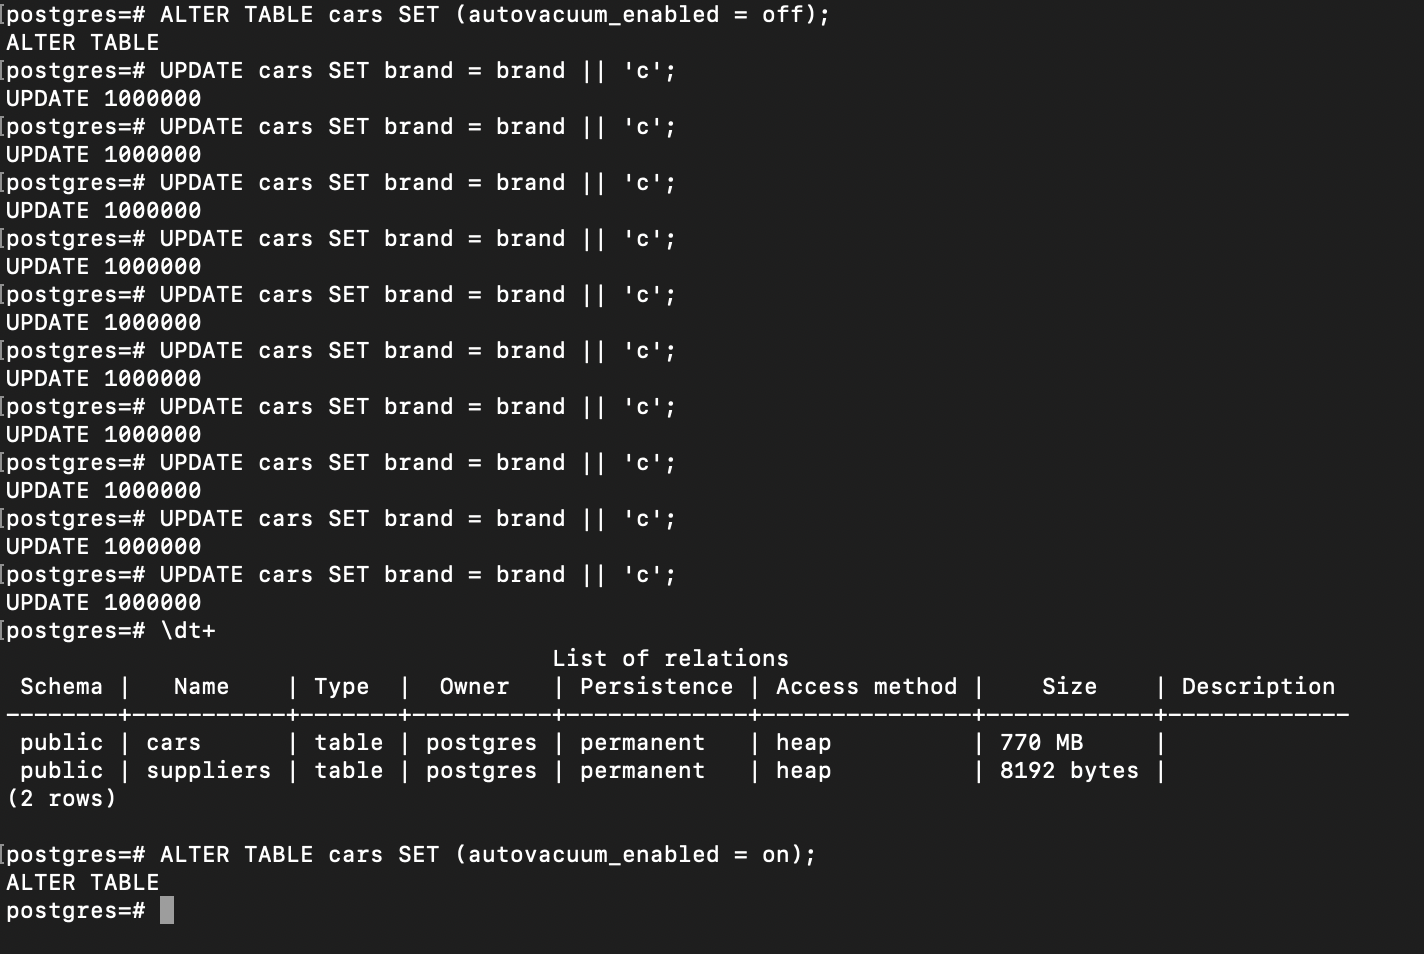 [postgres=# ALTER TABLE cars SET (autovacuum_enabled = off);
ALTER TABLE
[postgres=# UPDATE cars SET brand = brand || 'c';
UPDATE 1000000
[postgres=# UPDATE cars SET brand = brand || 'c';
UPDATE 1000000
[postgres=# UPDATE cars SET brand = brand || 'c';
UPDATE 1000000
[postgres=# UPDATE cars SET brand = brand || 'c';
UPDATE 1000000
[postgres=# UPDATE cars SET brand = brand || 'c';
UPDATE 1000000
[postgres=# UPDATE cars SET brand = brand || 'c';
UPDATE 1000000
[postgres=# UPDATE cars SET brand = brand || 'c';
UPDATE 1000000
[postgres=# UPDATE cars SET brand = brand || 'c';
UPDATE 1000000
[postgres=# UPDATE cars SET brand = brand || 'c';
UPDATE 1000000
[postgres=# UPDATE cars SET brand = brand || 'c';
UPDATE 1000000
[postgres=# \dt+
List of relations
 Schema |   Name    | Type  |  Owner   | Persistence | Access method |    Size    | Description
--------+-----------+-------+----------+-------------+---------------+------------+-------------
 public | cars      | table | postgres | permanent   | heap          | 770 MB     |
 public | suppliers | table | postgres | permanent   | heap          | 8192 bytes |
(2 rows)
[postgres=# ALTER TABLE cars SET (autovacuum_enabled = on);
ALTER TABLE
postgres=#